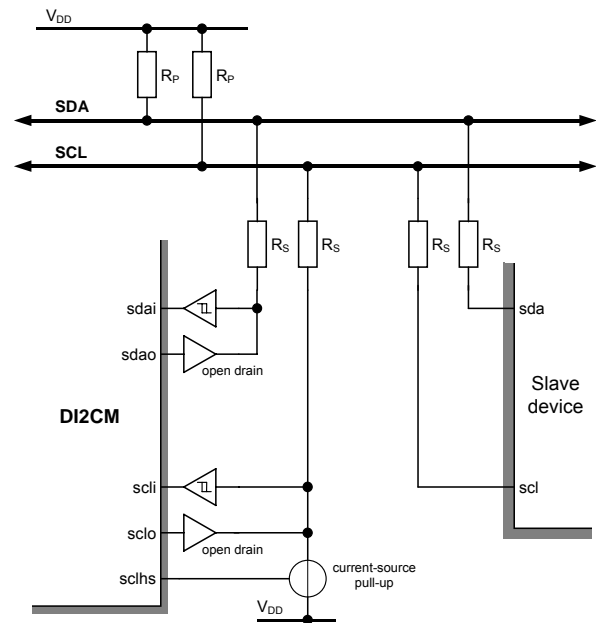 VDD
RP RP
SDA
SCL
RS RS RS RS
sdai
sda
sdao
open drain
Slave
device
DI2CM
scli
scl
sclo
open drain
sclhs
current-source
pull-up
VDD